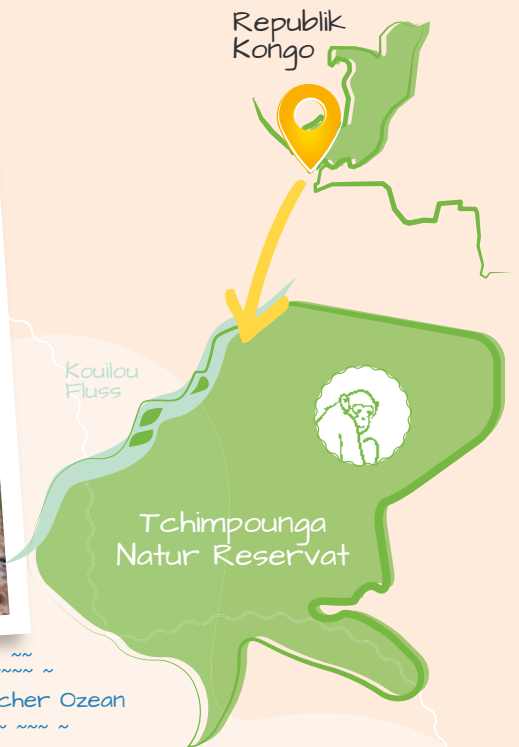 Republik
Kongo
Kouilou
Fluss
Tchimpounga
Natur Reservat
cher Ozean